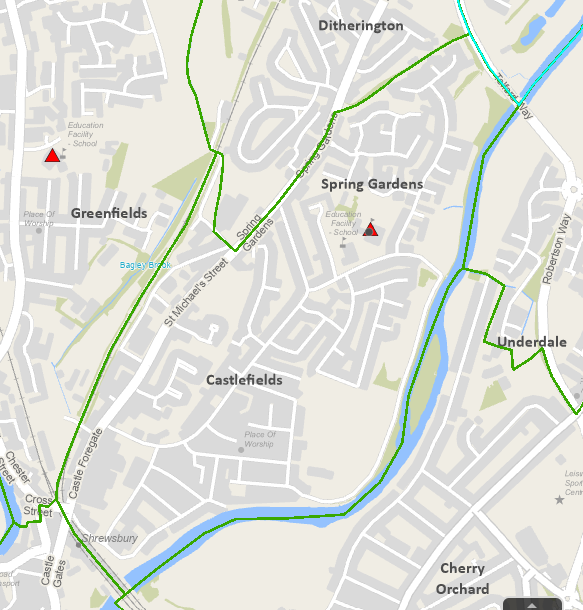 Ditherington
Telford Way
Education
Facility
- School
Spring Gardens
Spring Gardens
Greenfields
Place Of
Worship
Education
Facility
- School
Spring
Gardens
Robertson Way
Bagley Brook
St Michael's Street
Underdale
Castlefields
Place Of
Worship
Castle Foregate
Chester
Street
Cross
Street
Shrewsbury
Castle
Gates
Cherry
Orchard